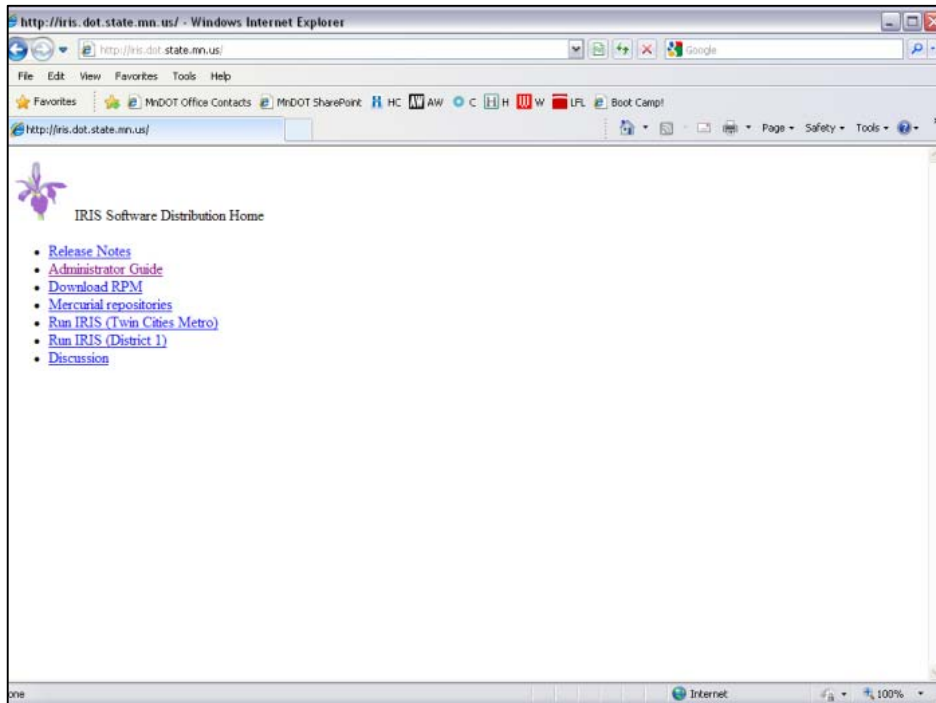 http://iris.dot.state.mn.us/ - Windows Internet Explorer
http://iris.dot.state.mn.us/
Google
File Edit View Favorites Tools Help
Favorites MnDOT Office Contacts MnDOT SharePoint HC AW C H W LFL Boot Camp!
http://iris.dot.state.mn.us/
Page Safety Tools
IRIS Software Distribution Home
Release Notes
Administrator Guide
Download RPM
Mercurial repositories
Run IRIS (Twin Cities Metro)
Run IRIS (District 1)
Discussion
one Internet 100%